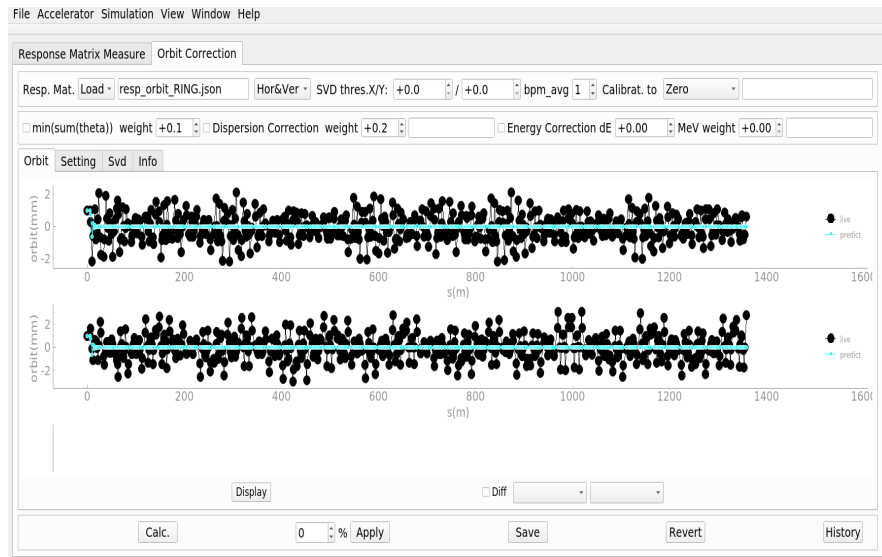 File Accelerator Simulation View Window Help
Response Matrix Measure Orbit Correction
Resp. Mat. Load resp_orbit_RING.json Hor&Ver SVD thres.X/Y: +0.0 / +0.0 bpm_avg 1 Calibrat. to Zero
min(sum(theta)) weight +0.1 Dispersion Correction weight +0.2 Energy Correction dE +0.00 MeV weight +0.00
Orbit Setting Svd Info
orbit(mm)
2
0
-2
live
predict
0 200 400 600 800 1000 1200 1400 1600
s(m)
orbit(mm)
2
0
-2
live
predict
0 200 400 600 800 1000 1200 1400 1600
s(m)
Display Diff
Calc. 0 % Apply Save Revert History